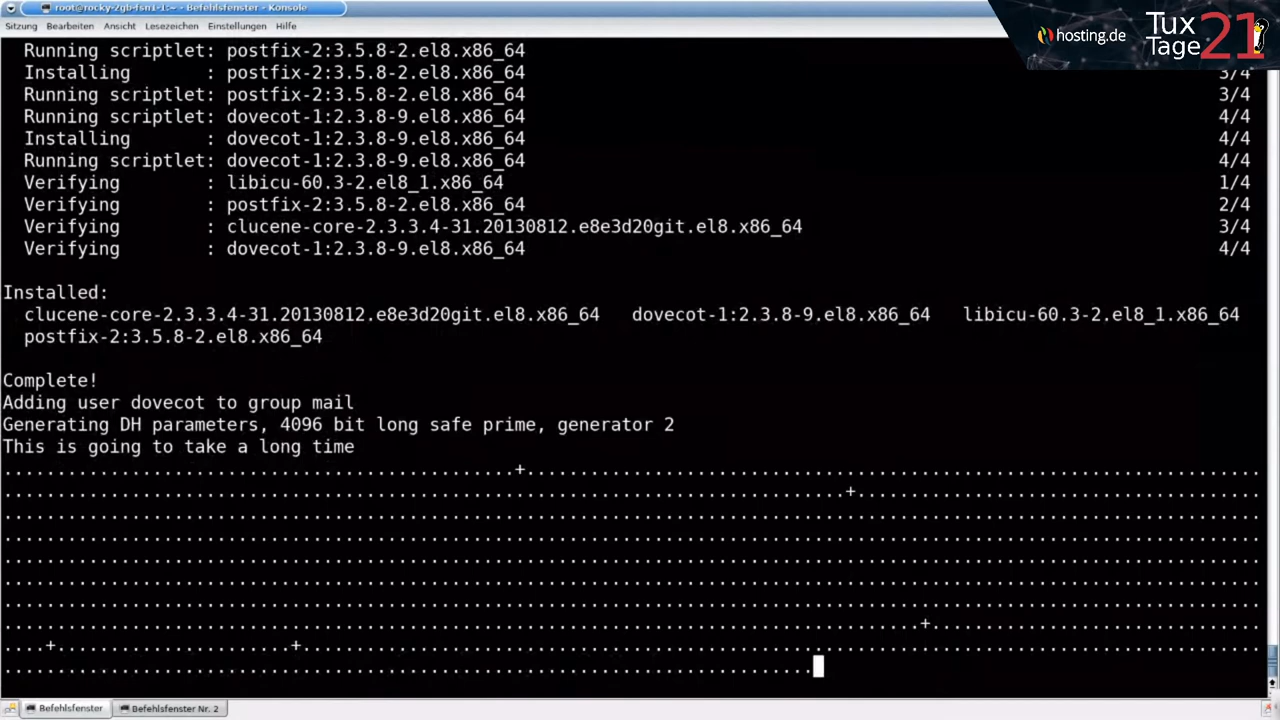 root@rocky-2gb-fsn1-1:~ - Befehlsfenster - Konsole
Sitzung Bearbeiten Ansicht Lesezeichen Einstellungen Hilfe
hosting.de
Tux
Tage 21
Running scriptlet: postfix-2:3.5.8-2.el8.x86_64
Installing : postfix-2:3.5.8-2.el8.x86_64 3/4
Running scriptlet: postfix-2:3.5.8-2.el8.x86_64 3/4
Running scriptlet: dovecot-1:2.3.8-9.el8.x86_64 4/4
Installing : dovecot-1:2.3.8-9.el8.x86_64 4/4
Running scriptlet: dovecot-1:2.3.8-9.el8.x86_64 4/4
Verifying : libicu-60.3-2.el8_1.x86_64 1/4
Verifying : postfix-2:3.5.8-2.el8.x86_64 2/4
Verifying : clucene-core-2.3.3.4-31.20130812.e8e3d20git.el8.x86_64 3/4
Verifying : dovecot-1:2.3.8-9.el8.x86_64 4/4
Installed:
clucene-core-2.3.3.4-31.20130812.e8e3d20git.el8.x86_64 dovecot-1:2.3.8-9.el8.x86_64 libicu-60.3-2.el8_1.x86_64
postfix-2:3.5.8-2.el8.x86_64
Complete!
Adding user dovecot to group mail
Generating DH parameters, 4096 bit long safe prime, generator 2
This is going to take a long time
Befehlsfenster Befehlsfenster Nr. 2